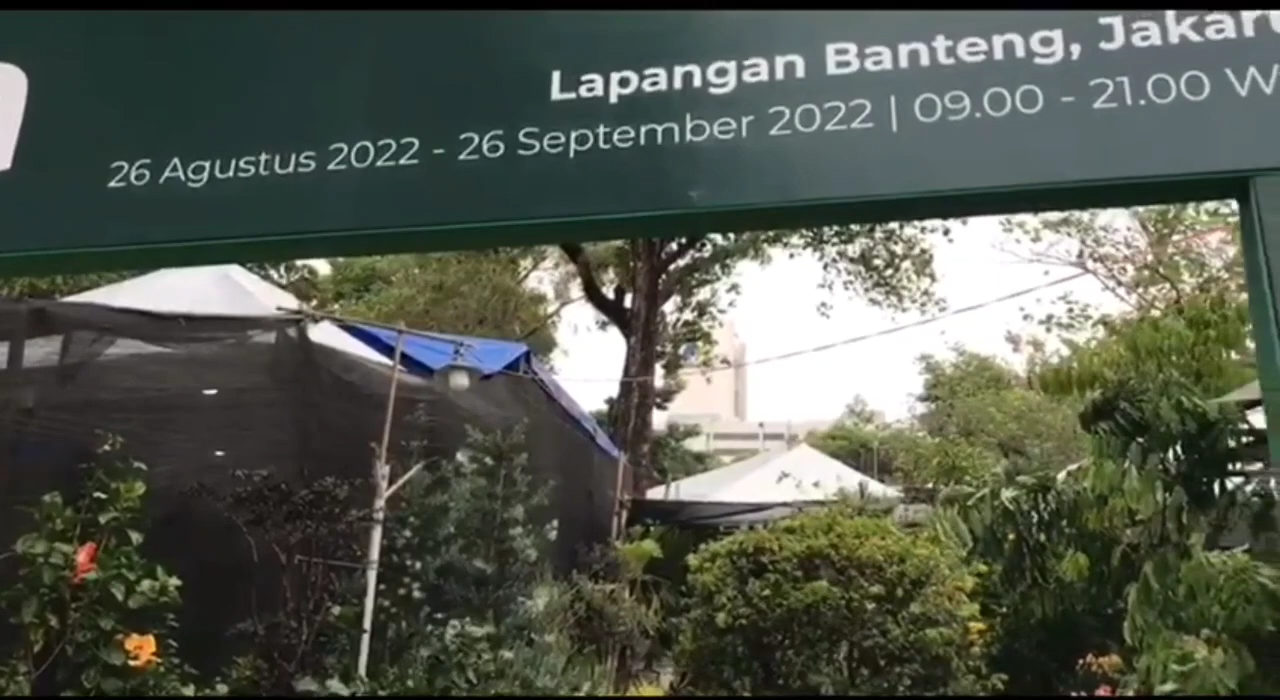 Lapangan Banteng,
26 Agustus 2022 - 26 September 2022 | 09.00 - 21.00